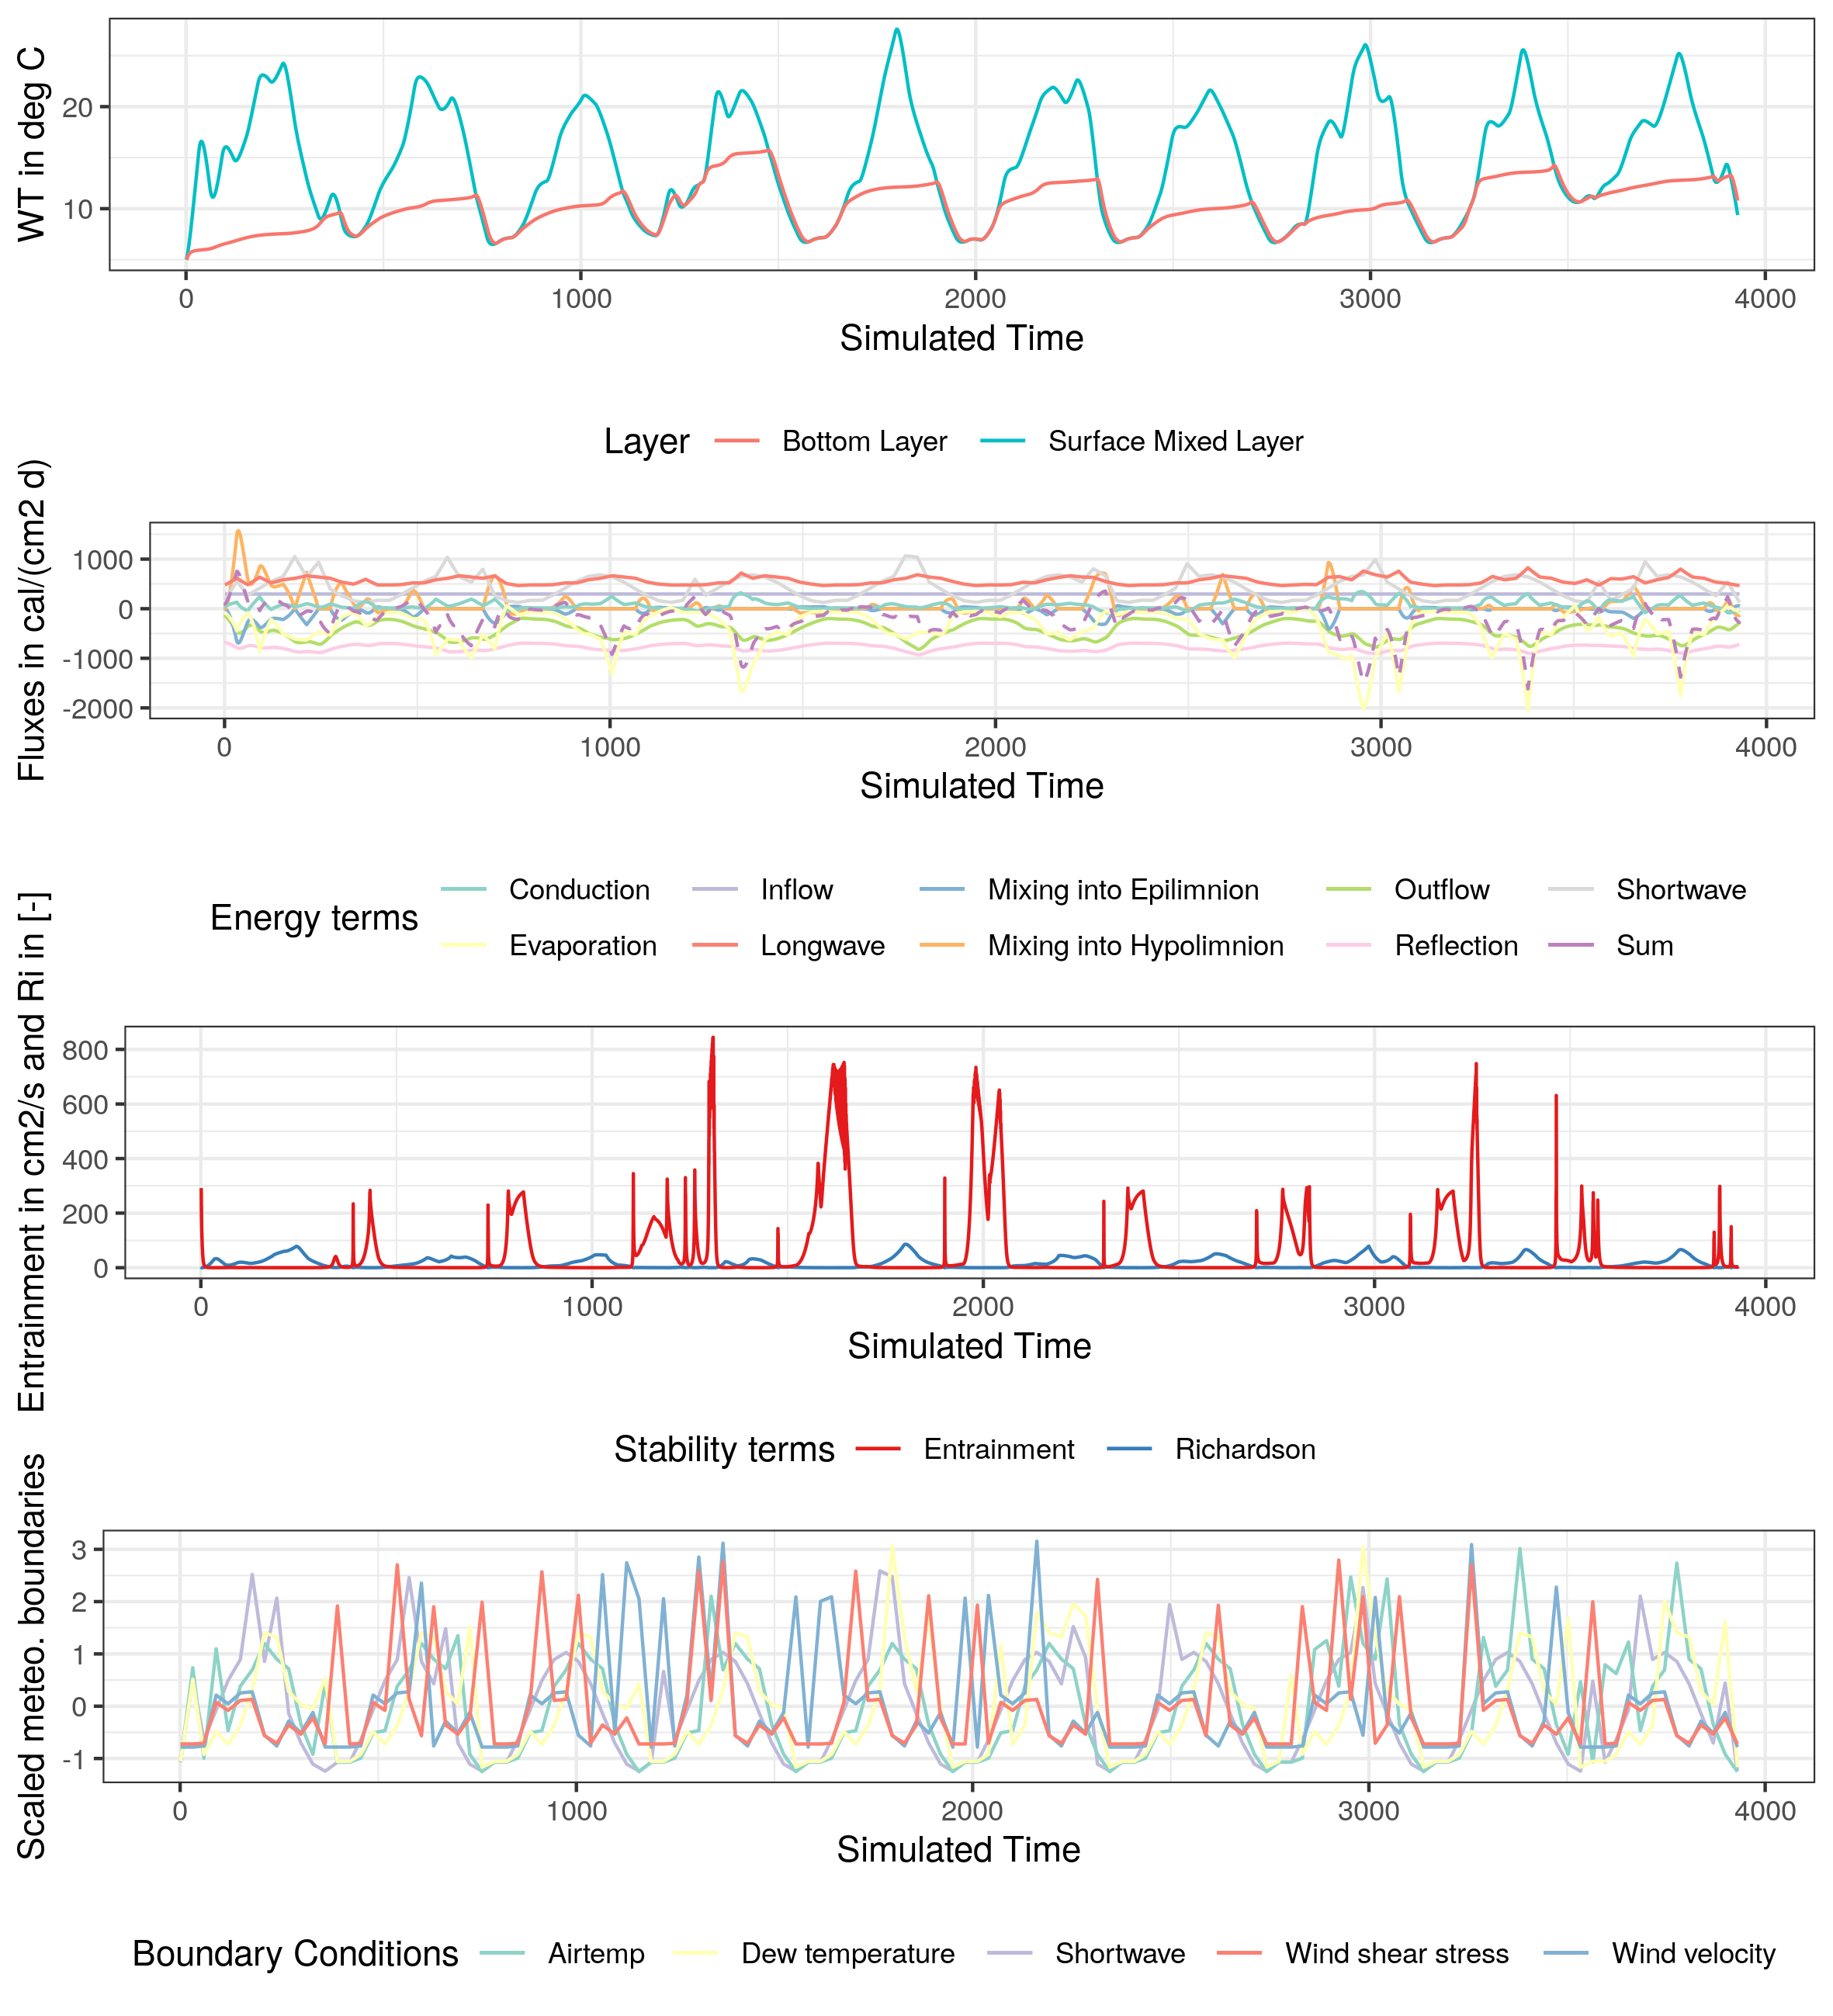 WT in deg C
20
10
0 1000 2000 3000 4000
Simulated Time
Layer Bottom Layer Surface Mixed Layer
Fluxes in cal/(cm2 d)
1000
0
-1000
-2000
0 1000 2000 3000 4000
Simulated Time
Energy terms
Conduction Inflow Mixing into Epilimnion Outflow Shortwave
Evaporation Longwave Mixing into Hypolimnion Reflection Sum
Entrainment in cm2/s and Ri in [-]
800
600
400
200
0
0 1000 2000 3000 4000
Simulated Time
Stability terms Entrainment Richardson
Scaled meteo. boundaries
3
2
1
0
-1
0 1000 2000 3000 4000
Simulated Time
Boundary Conditions Airtemp Dew temperature Shortwave Wind shear stress Wind velocity